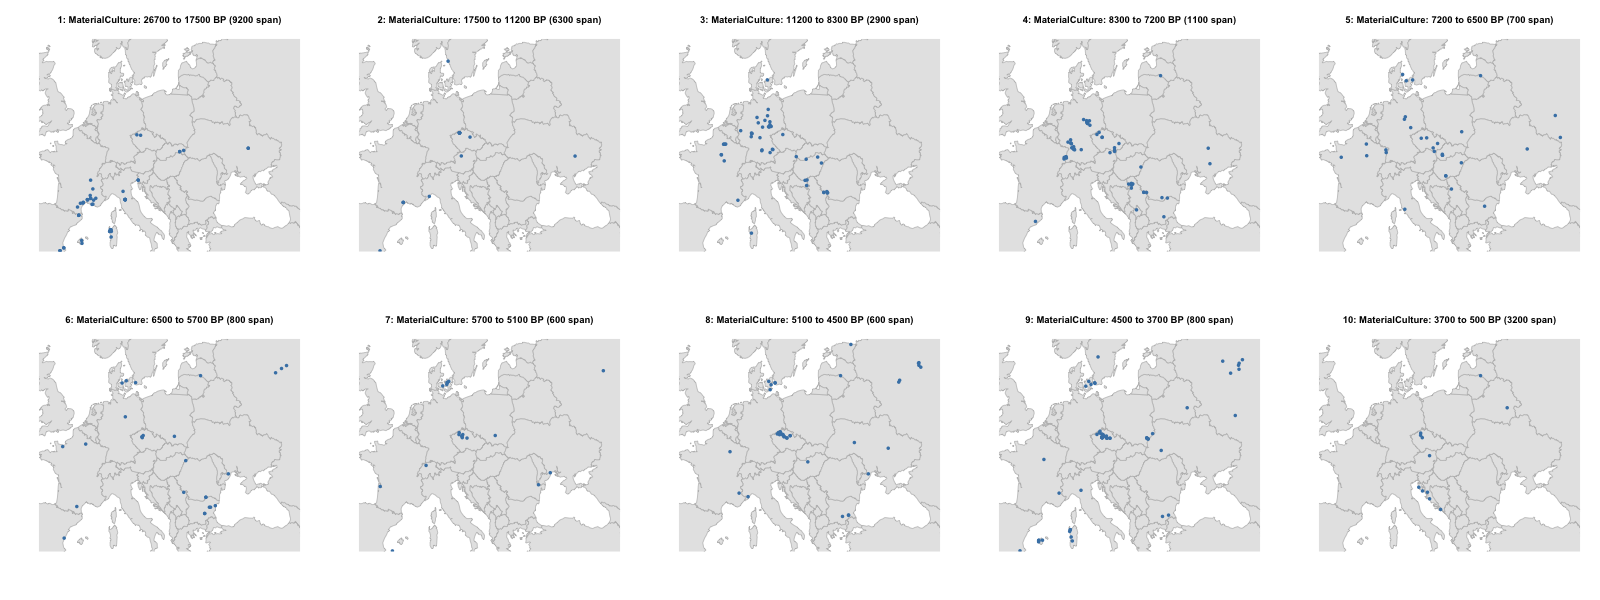 1: MaterialCulture: 26700 to 17500 BP (9200 span)
2: MaterialCulture: 17500 to 11200 BP (6300 span)
3: MaterialCulture: 11200 to 8300 BP (2900 span)
4: MaterialCulture: 8300 to 7200 BP (1100 span)
5: MaterialCulture: 7200 to 6500 BP (700 span)
6: MaterialCulture: 6500 to 5700 BP (800 span)
7: MaterialCulture: 5700 to 5100 BP (600 span)
8: MaterialCulture: 5100 to 4500 BP (600 span)
9: MaterialCulture: 4500 to 3700 BP (800 span)
10: MaterialCulture: 3700 to 500 BP (3200 span)